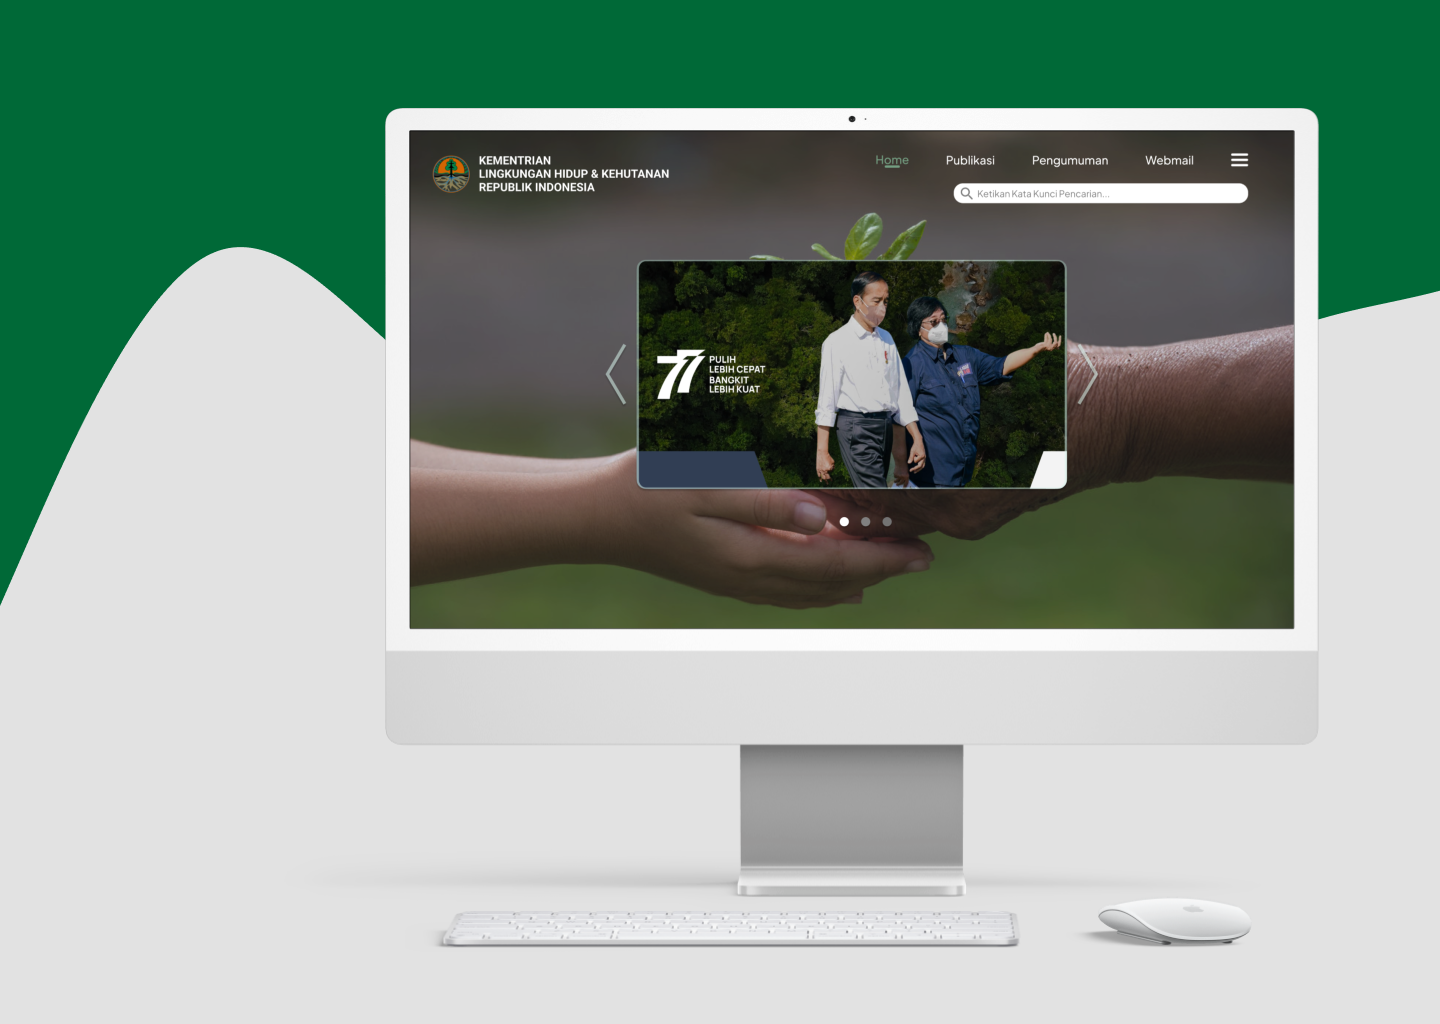 KEMENTRIAN
LINGKUNGAN HIDUP & KEHUTANAN
REPUBLIK INDONESIA
Home
Publikasi
Pengumuman
Webmail
Ketikan Kata Kunci Pencarian...
77
PULIH
LEBIH CEPAT
BANGKIT
LEBIH KUAT